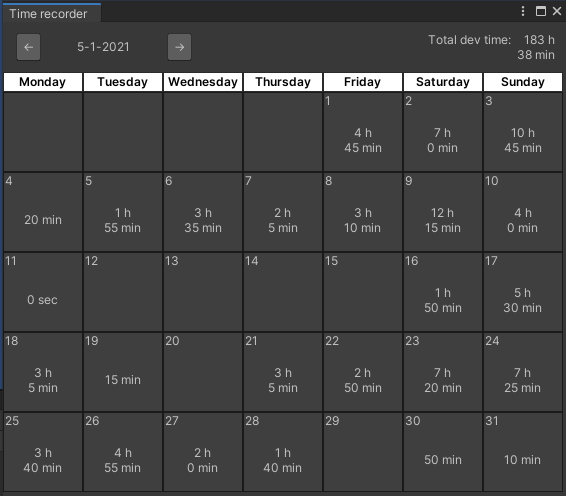 Time recorder
← 5-1-2021 → Total dev time: 183 h
38 min
Monday Tuesday Wednesday Thursday Friday Saturday Sunday
1 2 3
4 h 7 h 10 h
45 min 0 min 45 min
4 5 6 7 8 9 10
1 h 3 h 2 h 3 h 12 h 4 h
20 min 55 min 35 min 5 min 10 min 15 min 0 min
11 12 13 14 15 16 17
0 sec 1 h 5 h
50 min 30 min
18 19 20 21 22 23 24
3 h 15 min 3 h 2 h 7 h 7 h
5 min 5 min 50 min 20 min 25 min
25 26 27 28 29 30 31
3 h 4 h 2 h 1 h 50 min 10 min
40 min 55 min 0 min 40 min